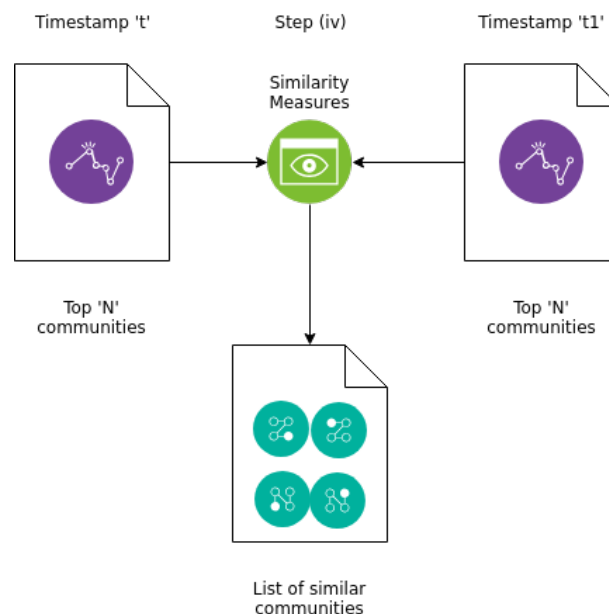 Timestamp 't'
Step (iv)
Timestamp 't1'
Similarity
Measures
Top 'N'
communities
Top 'N'
communities
List of similar
communities